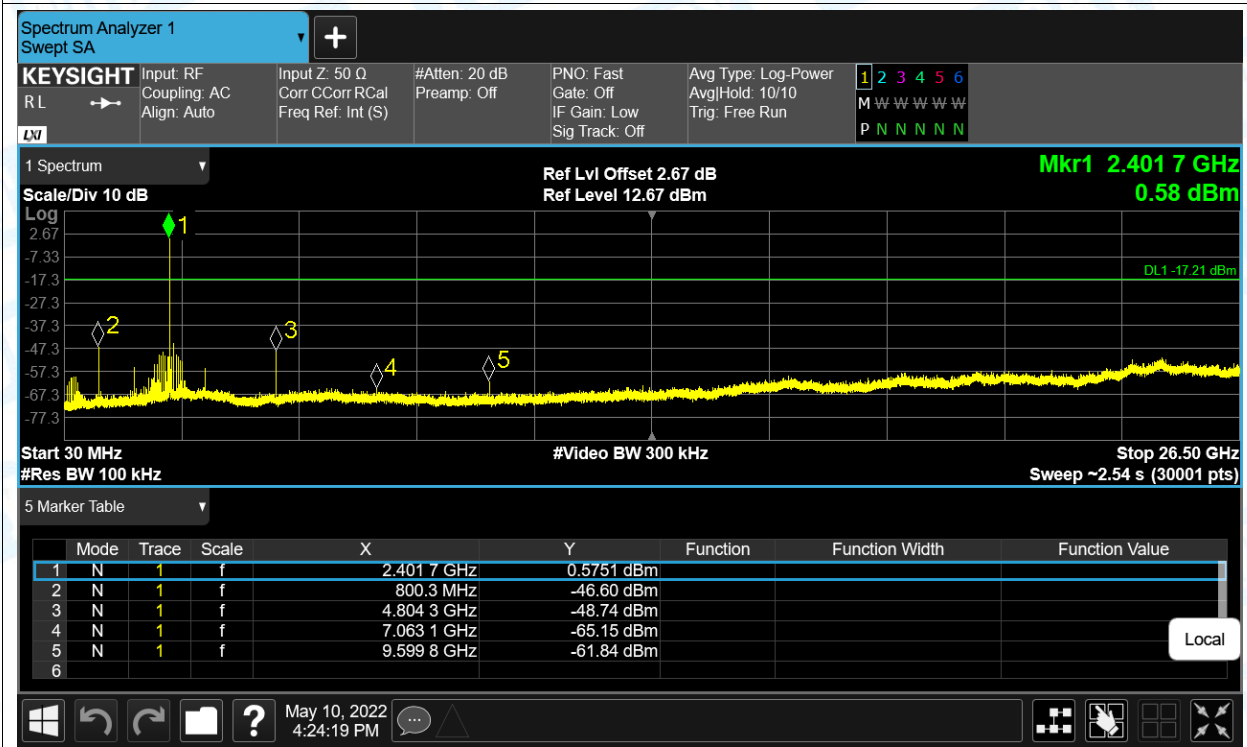 Spectrum Analyzer 1
Swept SA
KEYSIGHT
R L
LXI
Input: RF
Coupling: AC
Align: Auto
Input Z: 50 Ω
Corr CCorr RCal
Freq Ref: Int (S)
#Atten: 20 dB
Preamp: Off
PNO: Fast
Gate: Off
IF Gain: Low
Sig Track: Off
Avg Type: Log-Power
Avg|Hold: 10/10
Trig: Free Run
1 2 3 4 5 6
M W W W W W
P N N N N N
1 Spectrum
Scale/Div 10 dB
Ref Lvl Offset 2.67 dB
Ref Level 12.67 dBm
Mkr1 2.401 7 GHz
0.58 dBm
Log
2.67
-7.33
-17.3
-27.3
-37.3
-47.3
-57.3
-67.3
-77.3
1
2
3
4
5
DL1 -17.21 dBm
Start 30 MHz
#Video BW 300 kHz
Stop 26.50 GHz
#Res BW 100 kHz
Sweep ~2.54 s (30001 pts)
5 Marker Table
Mode Trace Scale X Y Function Function Width Function Value
1 N 1 f 2.401 7 GHz 0.5751 dBm
2 N 1 f 800.3 MHz -46.60 dBm
3 N 1 f 4.804 3 GHz -48.74 dBm
4 N 1 f 7.063 1 GHz -65.15 dBm
5 N 1 f 9.599 8 GHz -61.84 dBm
6
Local
?
May 10, 2022
4:24:19 PM